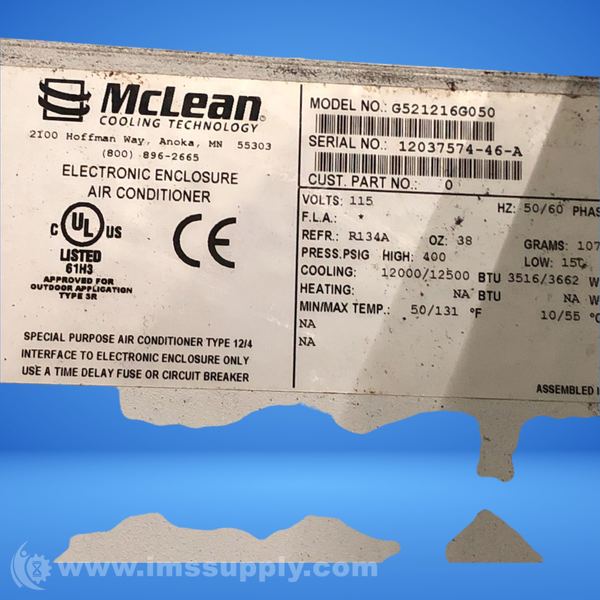 McLean
COOLING TECHNOLOGY
2100 Hoffman Way, Anoka, MN 55303
(800) 896-2665
ELECTRONIC ENCLOSURE
AIR CONDITIONER
C UL US
LISTED
61H3
APPROVED FOR
OUTDOOR APPLICATION
TYPE 3R
CE
SPECIAL PURPOSE AIR CONDITIONER TYPE 12/4
INTERFACE TO ELECTRONIC ENCLOSURE ONLY
USE A TIME DELAY FUSE OR CIRCUIT BREAKER
MODEL NO.: G521216G050
SERIAL NO.: 12037574-46-A
CUST. PART NO.: 0
VOLTS: 115 HZ: 50/60 PHAS
F.L.A.: *
REFR.: R134A OZ: 38 GRAMS: 107
PRESS.PSIG HIGH: 400 LOW: 150
COOLING: 12000/12500 BTU 3516/3662 W
HEATING: NA BTU NA W
MIN/MAX TEMP.: 50/131 °F 10/55 °C
NA
NA
ASSEMBLED I
www.imssupply.com